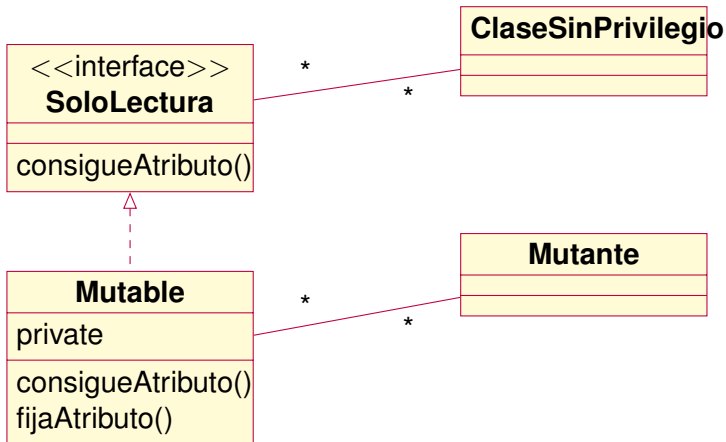 <<interface>>
SoloLectura
consigueAtributo()
*
*
ClaseSinPrivilegio
Mutable
private
consigueAtributo()
fijaAtributo()
*
*
Mutante